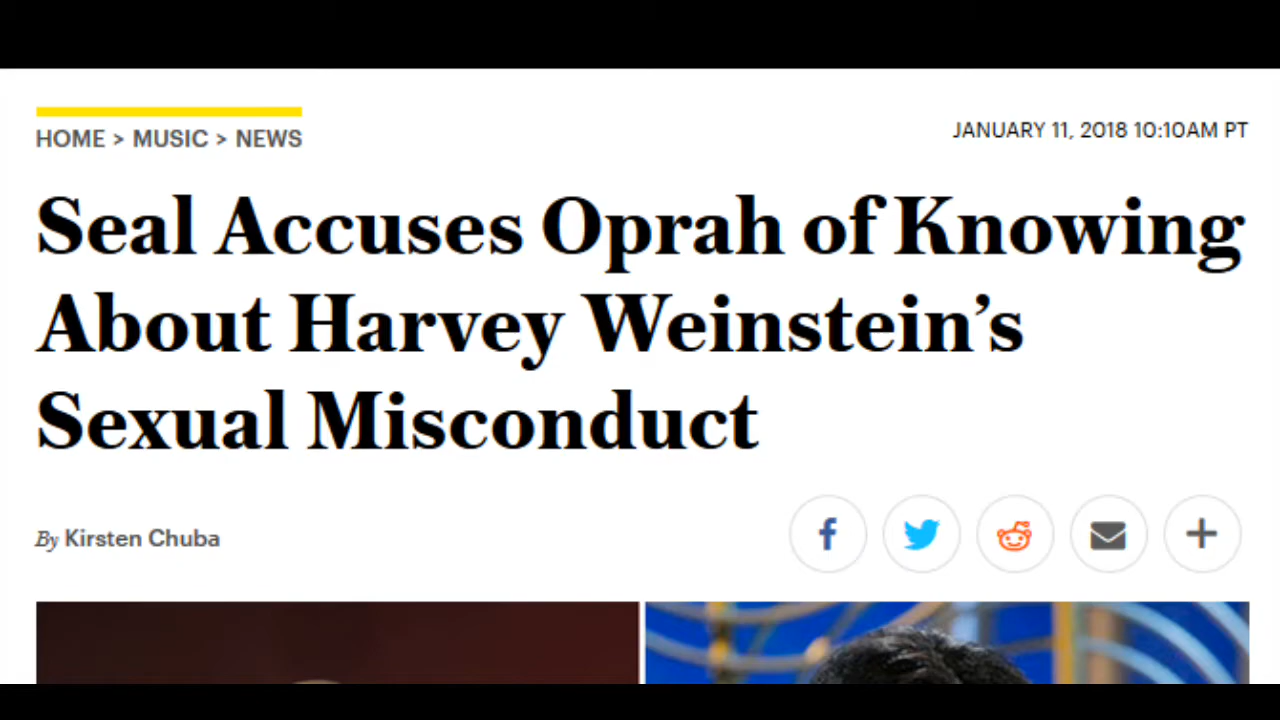 HOME > MUSIC > NEWS
JANUARY 11, 2018 10:10AM PT
Seal Accuses Oprah of Knowing
About Harvey Weinstein’s
Sexual Misconduct
By Kirsten Chuba